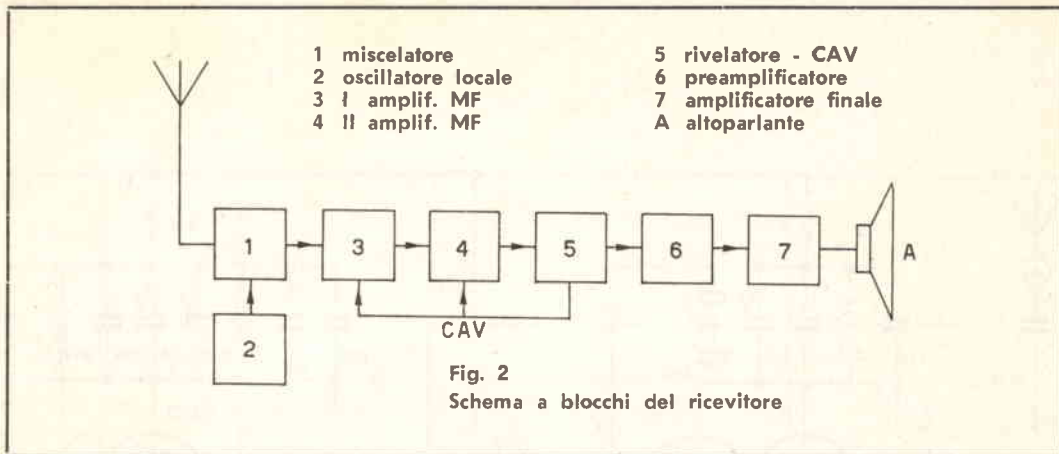 1 miscelatore
2 oscillatore locale
3 I amplif. MF
4 II amplif. MF
5 rivelatore - CAV
6 preamplificatore
7 amplificatore finale
A altoparlante
1
3
4
5
6
7
A
2
CAV
Fig. 2
Schema a blocchi del ricevitore